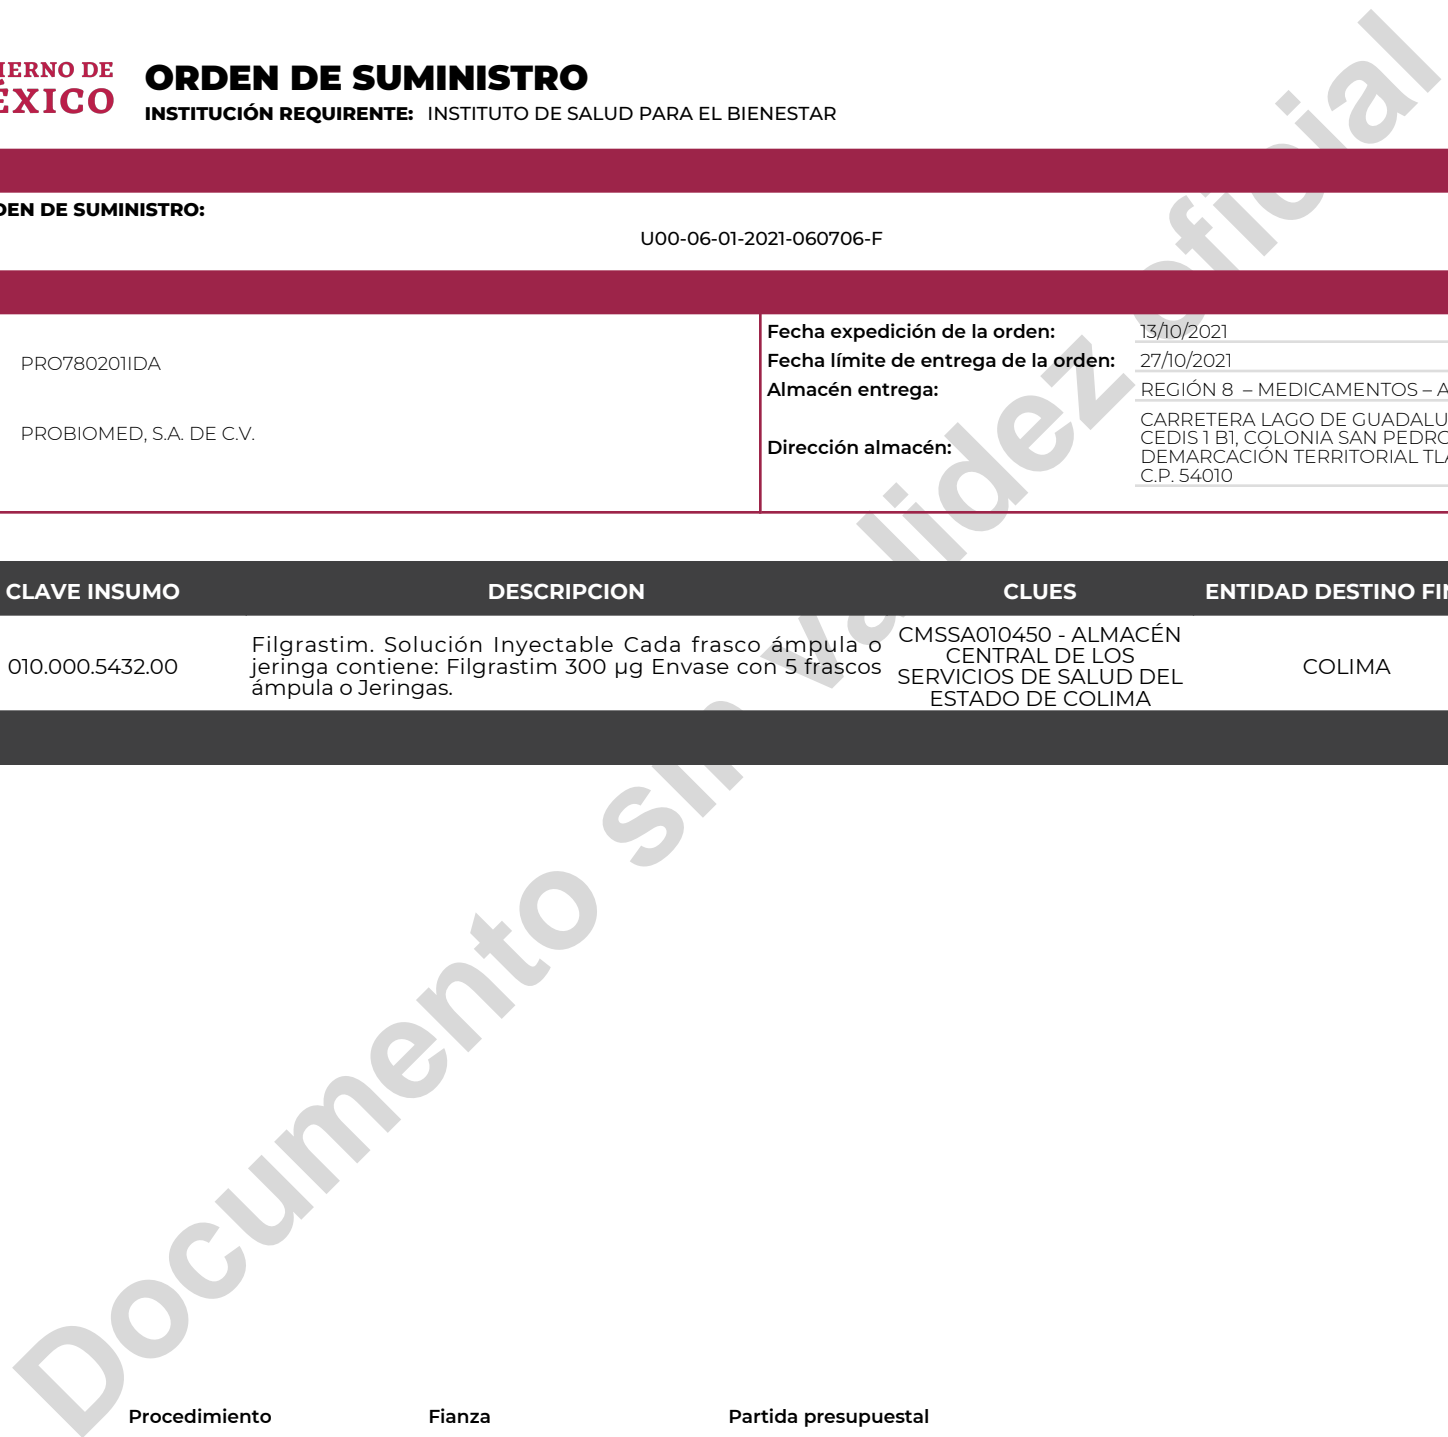 IERNO DE
ÉXICO
ORDEN DE SUMINISTRO
INSTITUCIÓN REQUIRENTE: INSTITUTO DE SALUD PARA EL BIENESTAR
DEN DE SUMINISTRO:
U00-06-01-2021-060706-F
PRO780201IDA
PROBIOMED, S.A. DE C.V.
Fecha expedición de la orden: 13/10/2021
Fecha límite de entrega de la orden: 27/10/2021
Almacén entrega: REGIÓN 8 – MEDICAMENTOS – A
Dirección almacén:
CARRETERA LAGO DE GUADALU
CEDIS 1 B1, COLONIA SAN PEDRO
DEMARCACIÓN TERRITORIAL TLA
C.P. 54010
CLAVE INSUMO DESCRIPCION CLUES ENTIDAD DESTINO FIN
010.000.5432.00
Filgrastim. Solución Inyectable Cada frasco ámpula o
jeringa contiene: Filgrastim 300 µg Envase con 5 frascos
ámpula o Jeringas.
CMSSA010450 - ALMACÉN
CENTRAL DE LOS
SERVICIOS DE SALUD DEL
ESTADO DE COLIMA
COLIMA
Documento sin validez oficial
Procedimiento Fianza Partida presupuestal